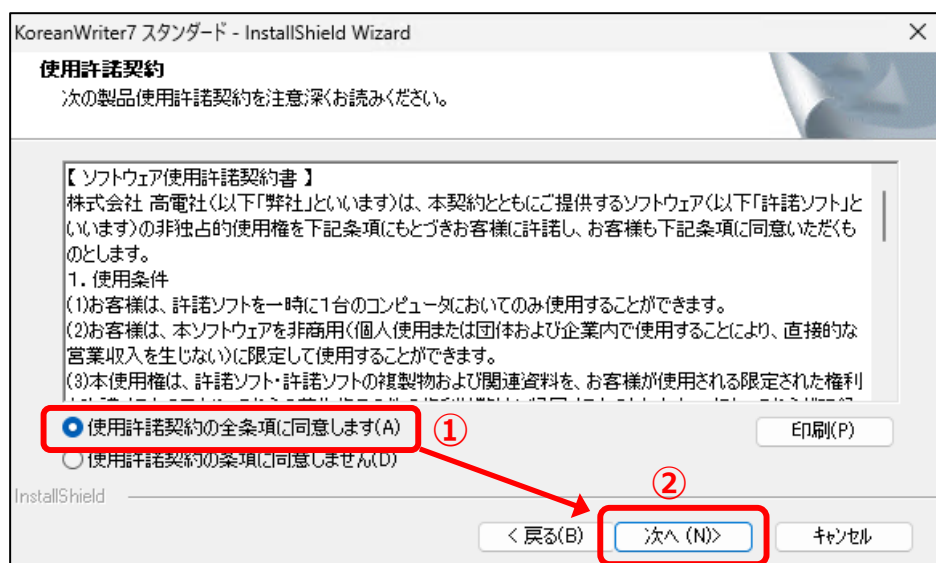 KoreanWriter7 スタンダード - InstallShield Wizard
使用許諾契約
次の製品使用許諾契約を注意深くお読みください。
【 ソフトウェア使用許諾契約書 】
株式会社 高電社(以下「弊社」といいます)は、本契約とともにご提供するソフトウェア(以下「許諾ソフト」と
いいます)の非独占的使用権を下記条項にもとづきお客様に許諾し、お客様も下記条項に同意いただくも
のとします。
1. 使用条件
(1)お客様は、許諾ソフトを一時に1台のコンピュータにおいてのみ使用することができます。
(2)お客様は、本ソフトウェアを非商用(個人使用または団体および企業内で使用することにより、直接的な
営業収入を生じない)に限定して使用することができます。
(3)本使用権は、許諾ソフト・許諾ソフトの複製物および関連資料を、お客様が使用される限定された権利
使用許諾契約の全条項に同意します(A)
①
印刷(P)
使用許諾契約の条項に同意しません(D)
②
InstallShield
< 戻る(B)
次へ (N)>
キャンセル